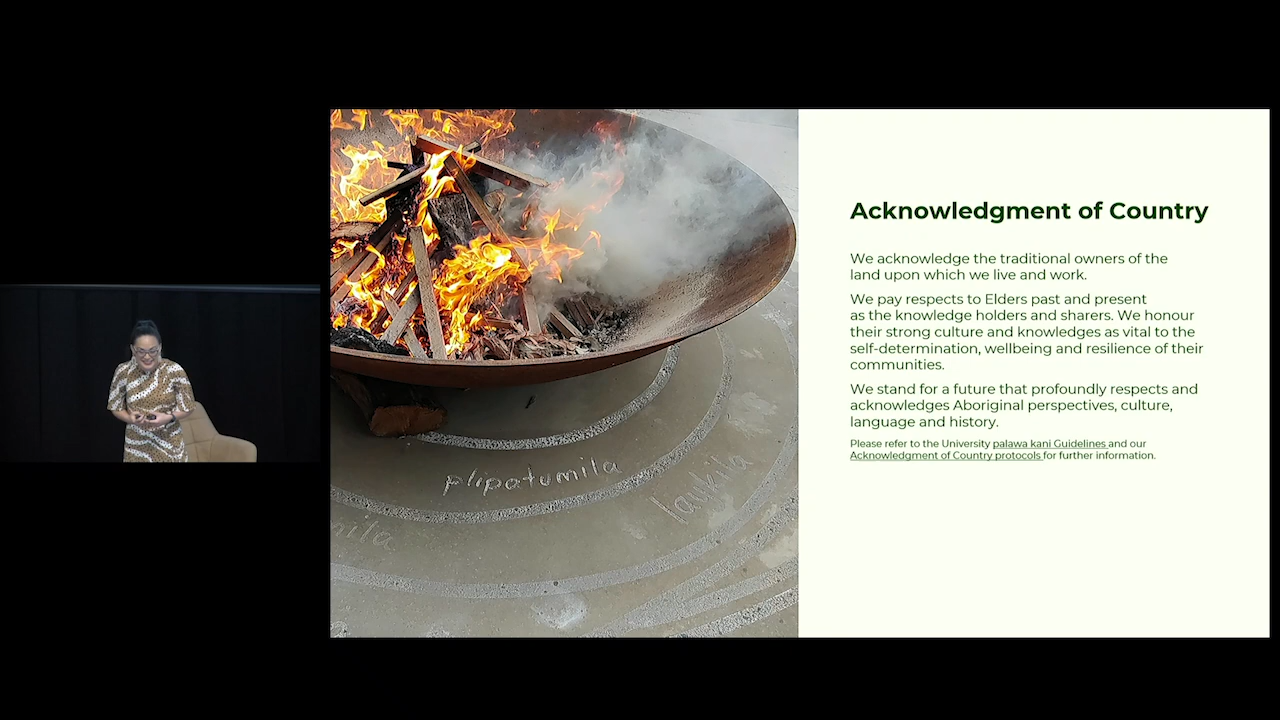 Acknowledgment of Country
We acknowledge the traditional owners of the
land upon which we live and work.
We pay respects to Elders past and present
as the knowledge holders and sharers. We honour
their strong culture and knowledges as vital to the
self-determination, wellbeing and resilience of their
communities.
We stand for a future that profoundly respects and
acknowledges Aboriginal perspectives, culture,
language and history.
Please refer to the University palawa kani Guidelines and our
Acknowledgment of Country protocols for further information.
plipatumila